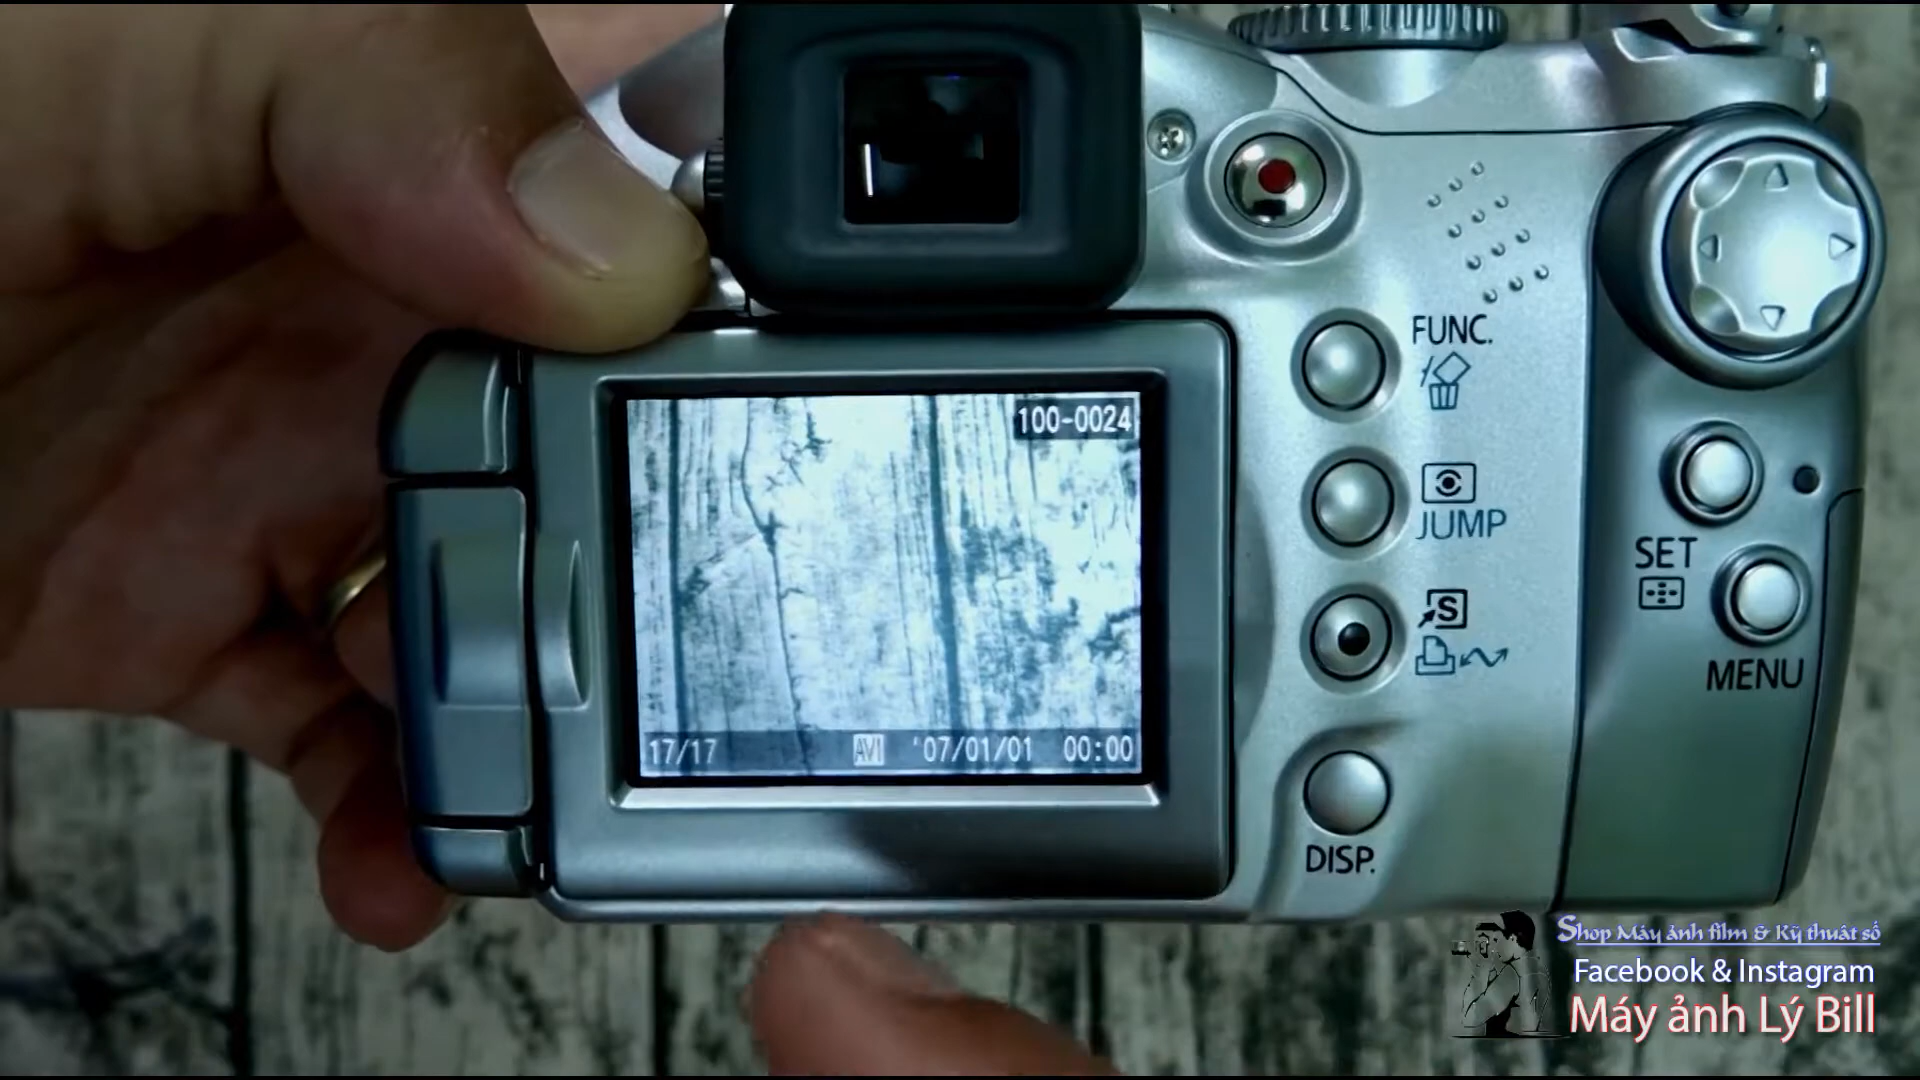 FUNC.
100-0024
JUMP
S
SET
MENU
17/17 AVI '07/01/01 00:00
DISP.
Shop Máy ảnh film & Kỹ thuât số
Facebook & Instagram
Máy ảnh Lý Bill